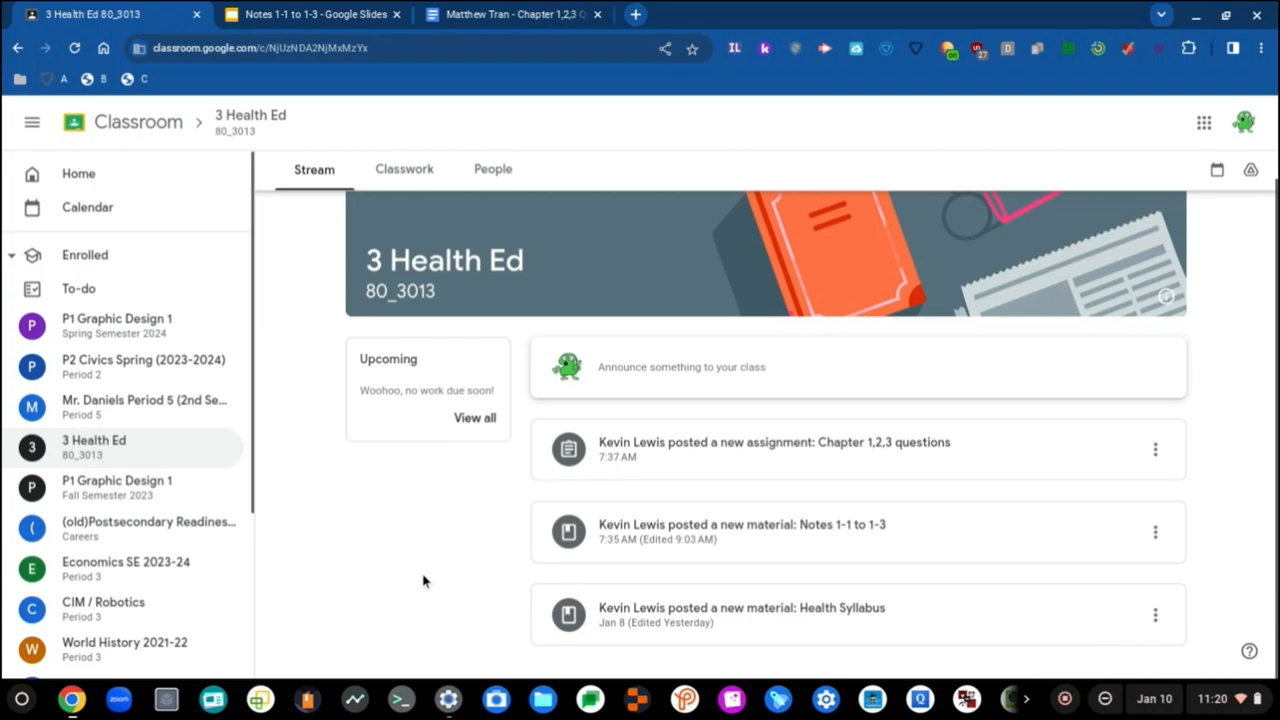 3 Health Ed 80_3013
Notes 1-1 to 1-3 - Google Slides
Matthew Tran - Chapter 1,2,3 Q
classroom.google.com/c/NjUzNDA2NjMxMzYx
IL
k
on
27
D
A
B
C
Classroom
3 Health Ed
80_3013
Stream
Classwork
People
Home
Calendar
Enrolled
To-do
P
P1 Graphic Design 1
Spring Semester 2024
P
P2 Civics Spring (2023-2024)
Period 2
M
Mr. Daniels Period 5 (2nd Se...
Period 5
3
3 Health Ed
80_3013
P
P1 Graphic Design 1
Fall Semester 2023
(
(old)Postsecondary Readines...
Careers
E
Economics SE 2023-24
Period 3
C
CIM / Robotics
Period 3
W
World History 2021-22
Period 3
3 Health Ed
80_3013
Upcoming
Woohoo, no work due soon!
View all
Announce something to your class
Kevin Lewis posted a new assignment: Chapter 1,2,3 questions
7:37 AM
Kevin Lewis posted a new material: Notes 1-1 to 1-3
7:35 AM (Edited 9:03 AM)
Kevin Lewis posted a new material: Health Syllabus
Jan 8 (Edited Yesterday)
zoom
Q
Jan 10
11:20